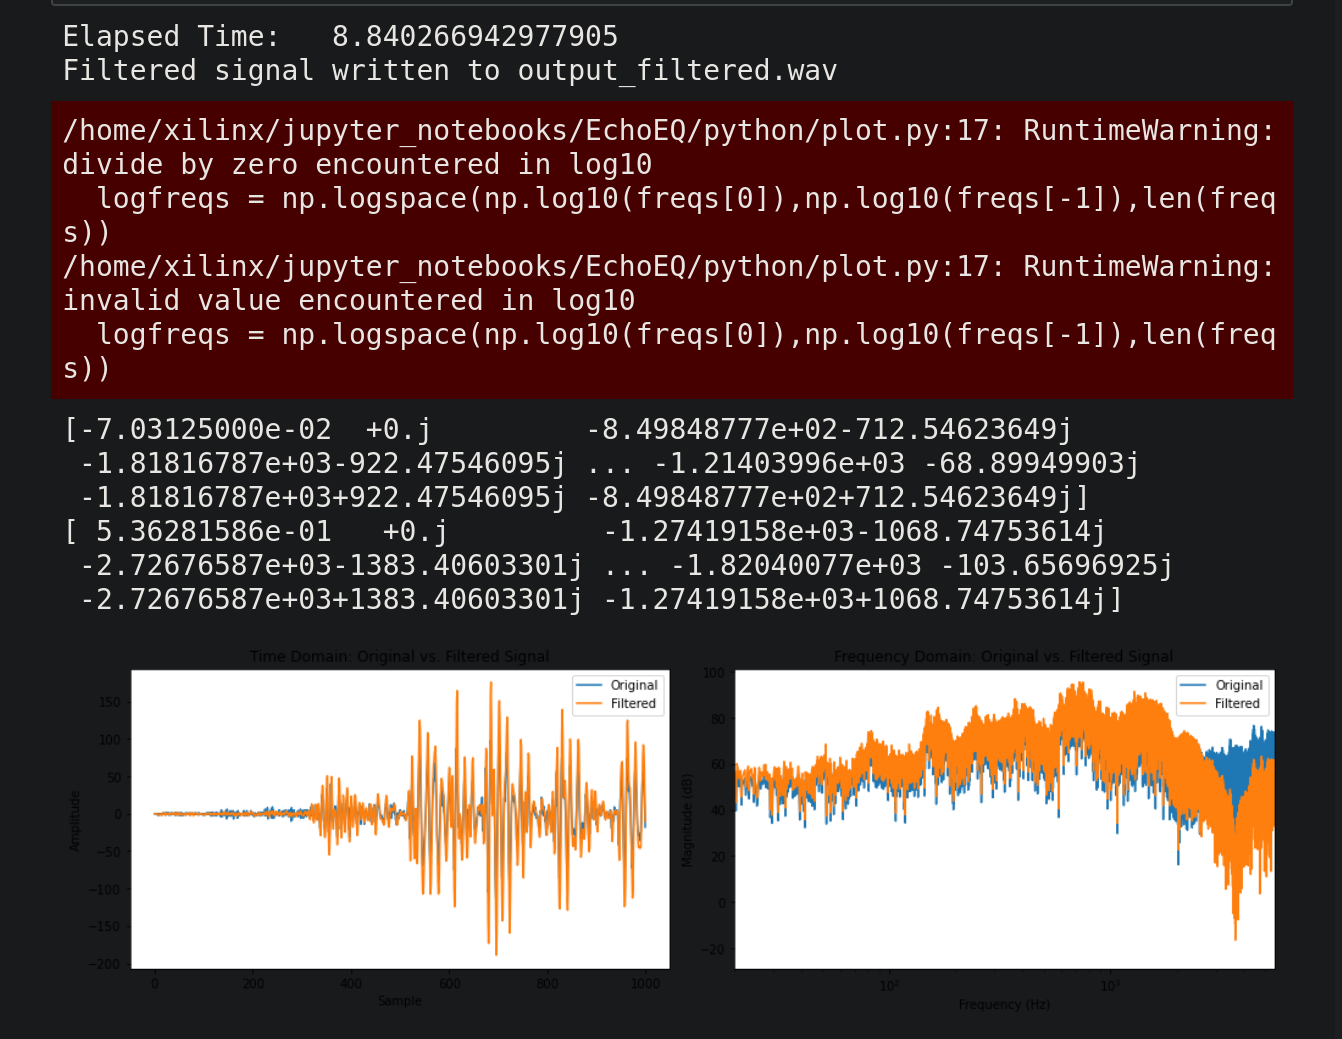 Elapsed Time:   8.840266942977905
Filtered signal written to output_filtered.wav
/home/xilinx/jupyter_notebooks/EchoEQ/python/plot.py:17: RuntimeWarning:
divide by zero encountered in log10
  logfreqs = np.logspace(np.log10(freqs[0]),np.log10(freqs[-1]),len(freq
s))
/home/xilinx/jupyter_notebooks/EchoEQ/python/plot.py:17: RuntimeWarning:
invalid value encountered in log10
  logfreqs = np.logspace(np.log10(freqs[0]),np.log10(freqs[-1]),len(freq
s))
[-7.03125000e-02  +0.j         -8.49848777e+02-712.54623649j
 -1.81816787e+03-922.47546095j ... -1.21403996e+03 -68.89949903j
 -1.81816787e+03+922.47546095j -8.49848777e+02+712.54623649j]
[ 5.36281586e-01   +0.j         -1.27419158e+03-1068.74753614j
 -2.72676587e+03-1383.40603301j ... -1.82040077e+03 -103.65696925j
 -2.72676587e+03+1383.40603301j -1.27419158e+03+1068.74753614j]
Time Domain: Original vs. Filtered Signal
Original
Filtered
150
100
50
0
−50
−100
−150
−200
Amplitude
0 200 400 600 800 1000
Sample
Frequency Domain: Original vs. Filtered Signal
Original
Filtered
100
80
60
40
20
0
−20
Magnitude (dB)
10² 10³
Frequency (Hz)